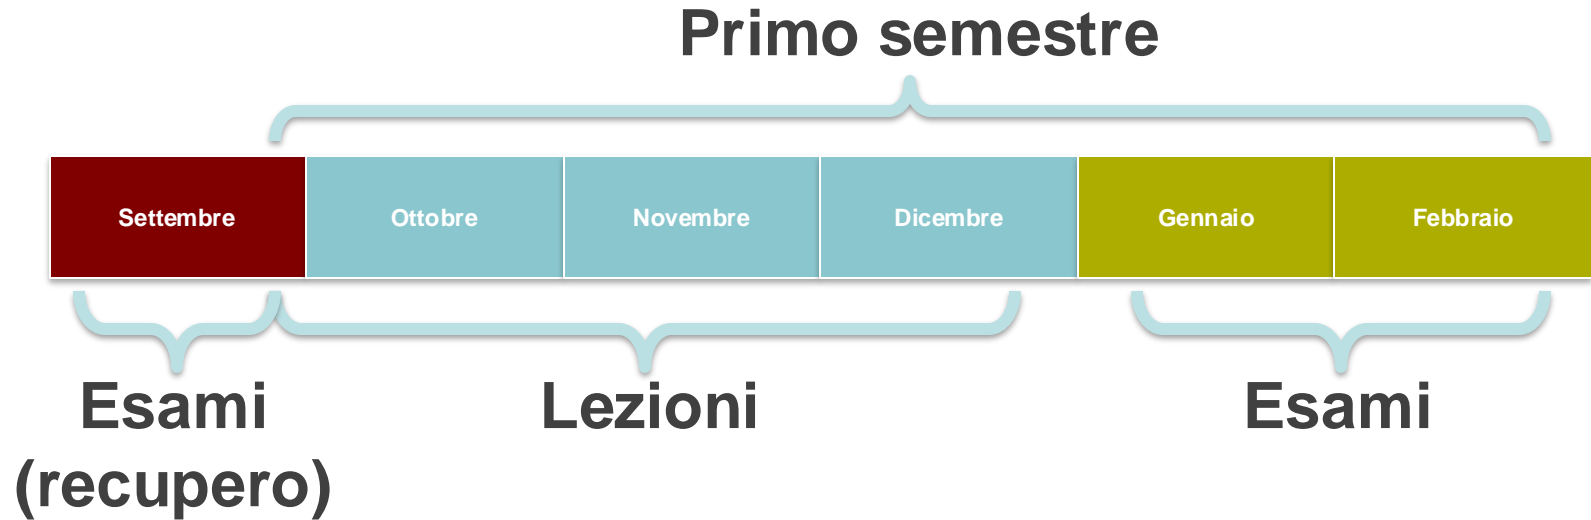 Primo semestre
Settembre
Ottobre
Novembre
Dicembre
Gennaio
Febbraio
Esami
(recupero)
Lezioni
Esami